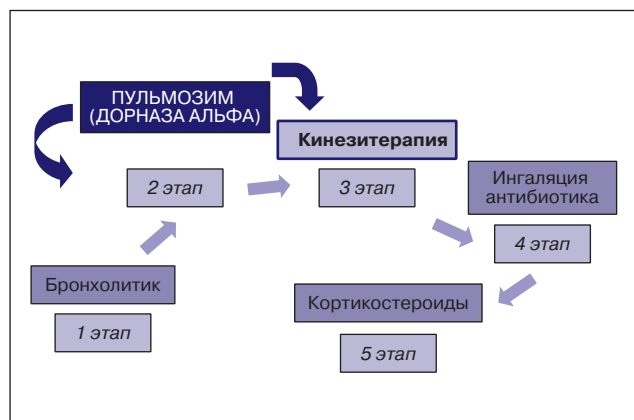 ПУЛЬМОЗИМ
(ДОРНАЗА АЛЬФА)
Кинезитерапия
2 этап
3 этап
Ингаляция
антибиотика
4 этап
Бронхолитик
1 этап
Кортикостероиды
5 этап